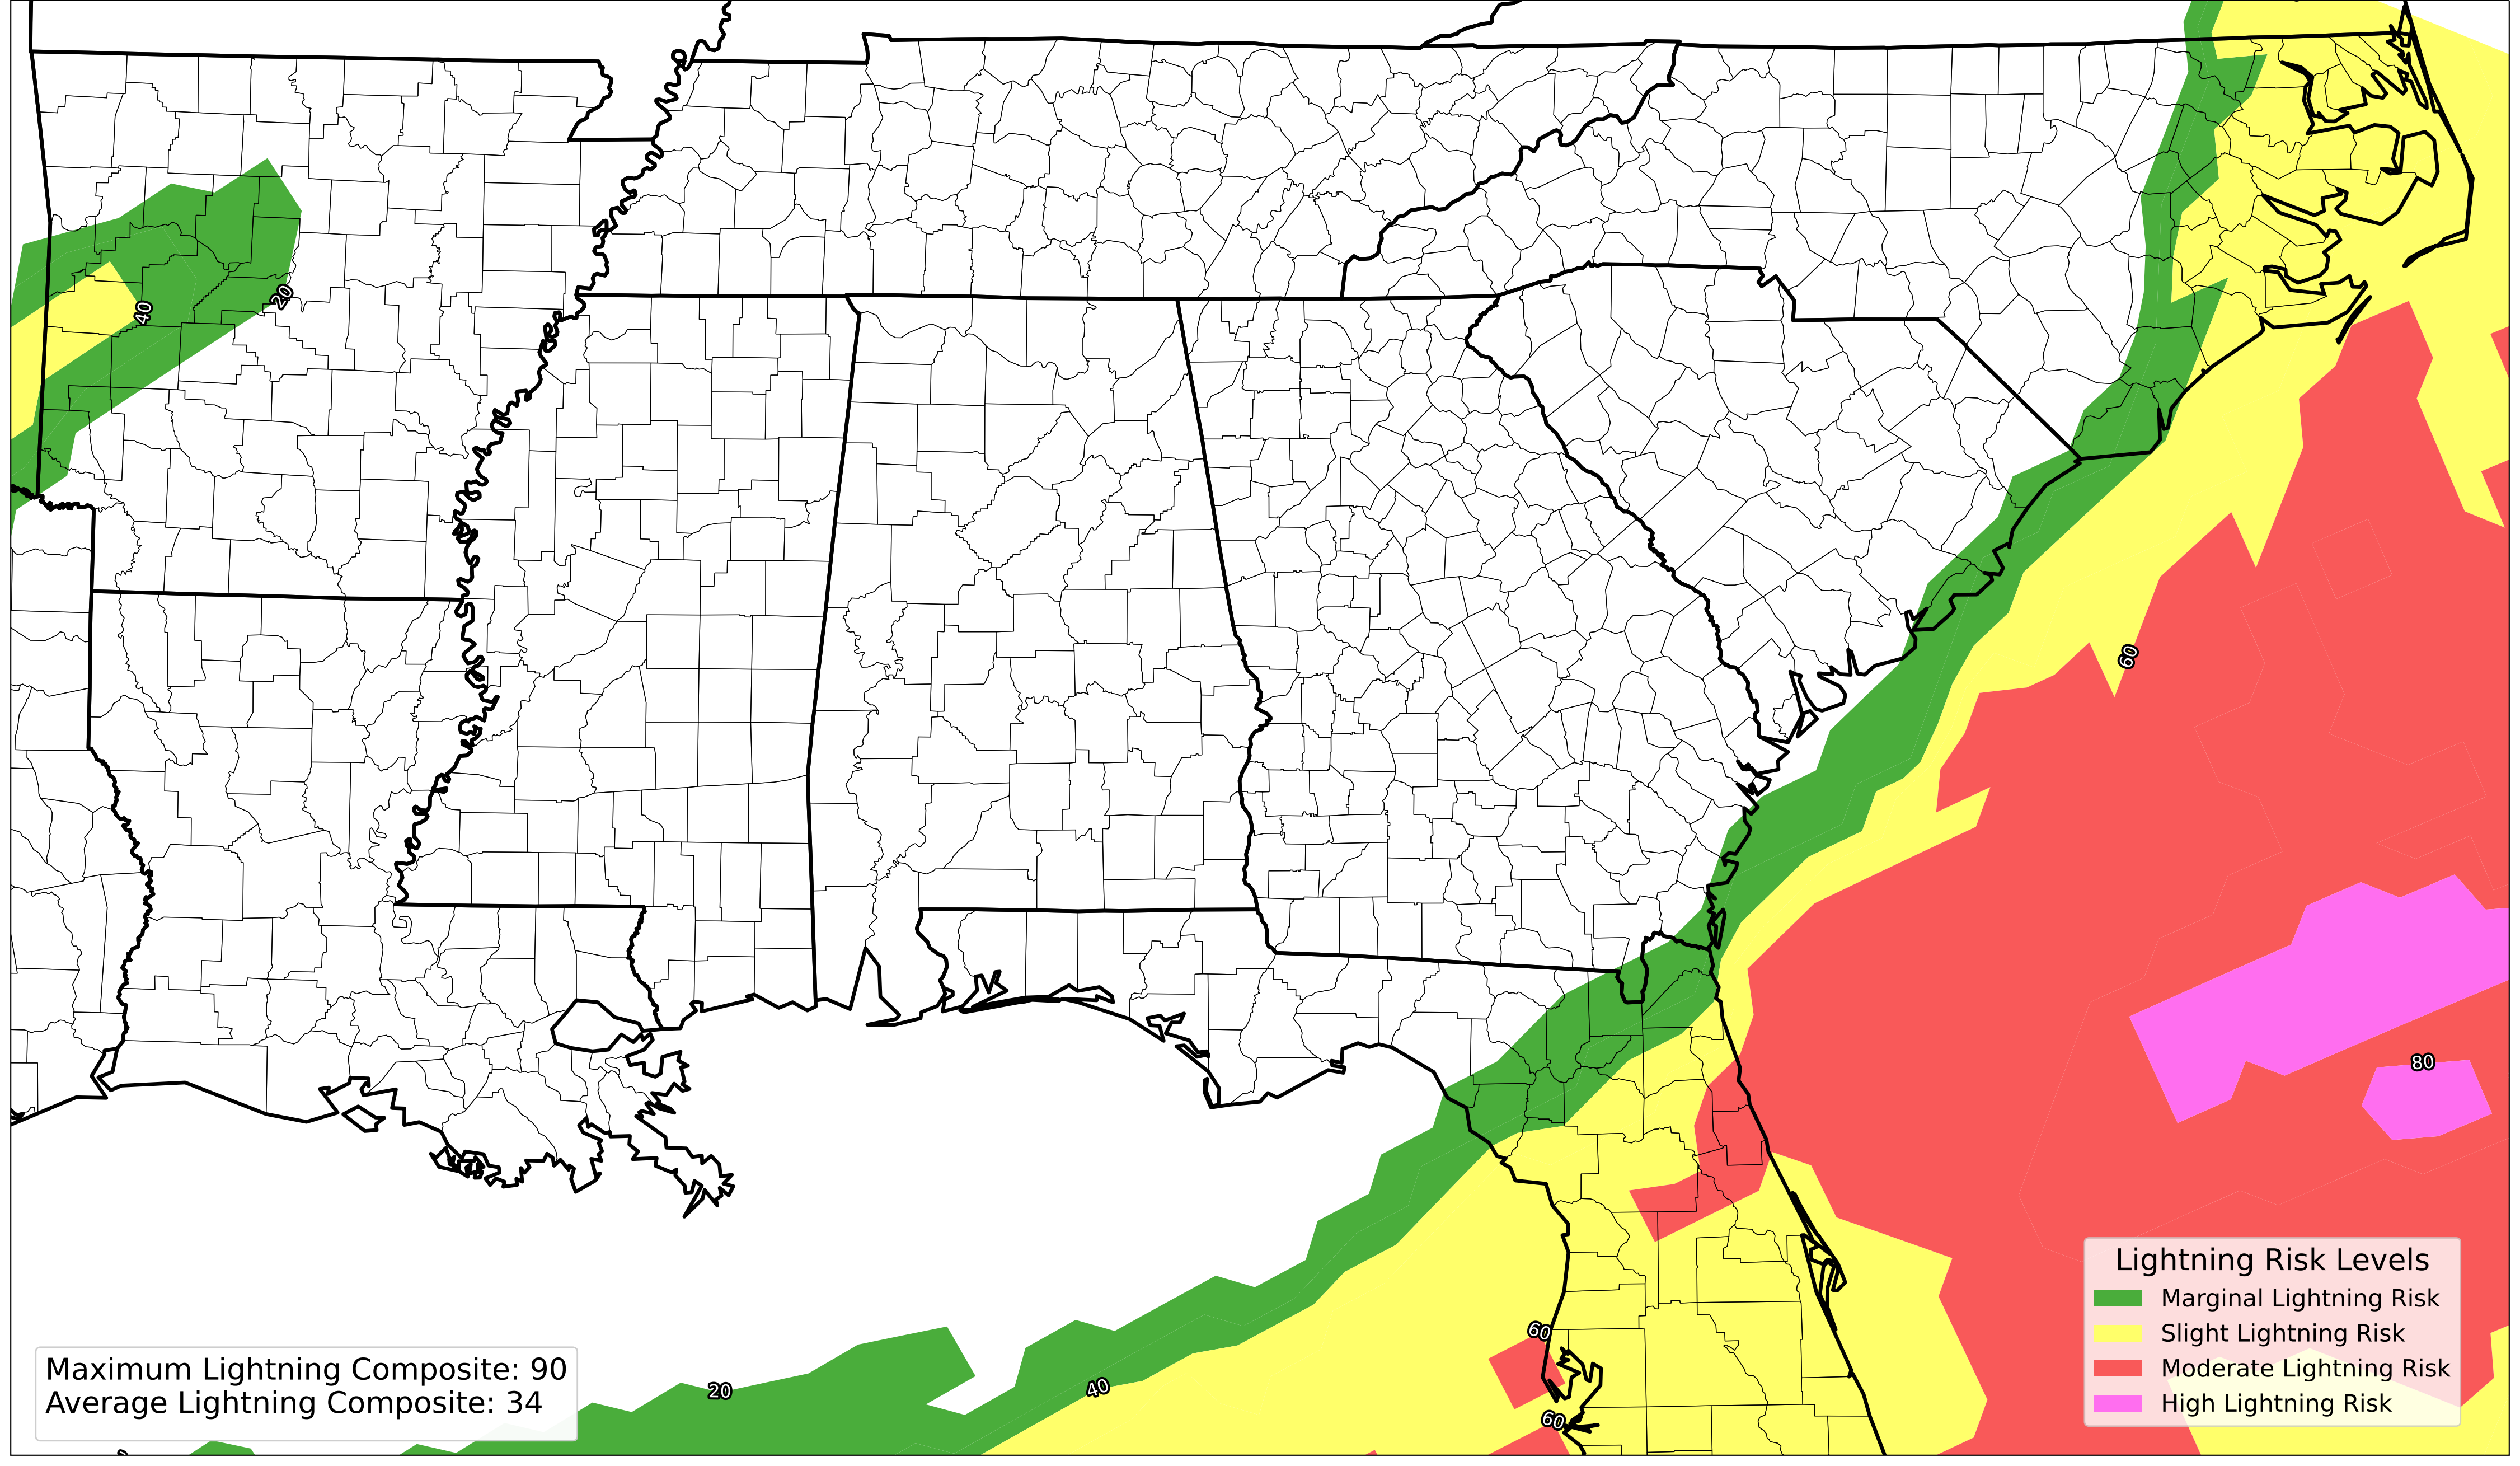 40
20
60
80
60
60
20
40
Lightning Risk Levels
Marginal Lightning Risk
Slight Lightning Risk
Moderate Lightning Risk
High Lightning Risk
Maximum Lightning Composite: 90
Average Lightning Composite: 34